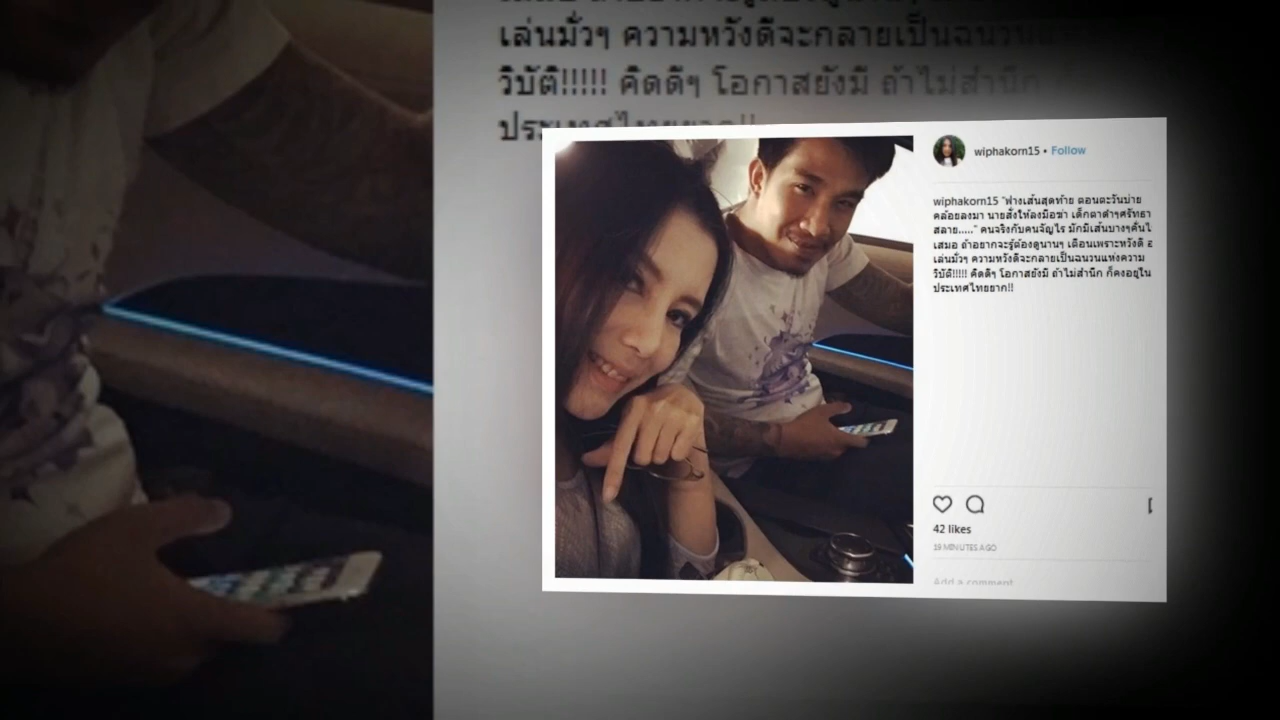 เล่นมั่วๆ ความหวังดีจะกลายเป็นฉนวน
วิบัติ!!!!! คิดดีๆ โอกาสยังมี ถ้าไม่สำนึก
ประเทศไทยยาก!!
wiphakorn15 • Follow
wiphakorn15 "ฟางเส้นสุดท้าย ตอนตะวันบ่าย
คล้อยลงมา นายสั่งให้ลงมือฆ่า เด็กตาดำๆศรัทธา
สลาย....." คนจริงกับคนจัญไร มักมีเส้นบางๆคั่นไ
เสมอ ถ้าอยากจะรู้ต้องดูนานๆ เตือนเพราะหวังดี อ
เล่นมั่วๆ ความหวังดีจะกลายเป็นฉนวนแห่งความ
วิบัติ!!!!! คิดดีๆ โอกาสยังมี ถ้าไม่สำนึก ก็คงอยู่ใน
ประเทศไทยยาก!!
42 likes
19 MINUTES AGO
Add a comment